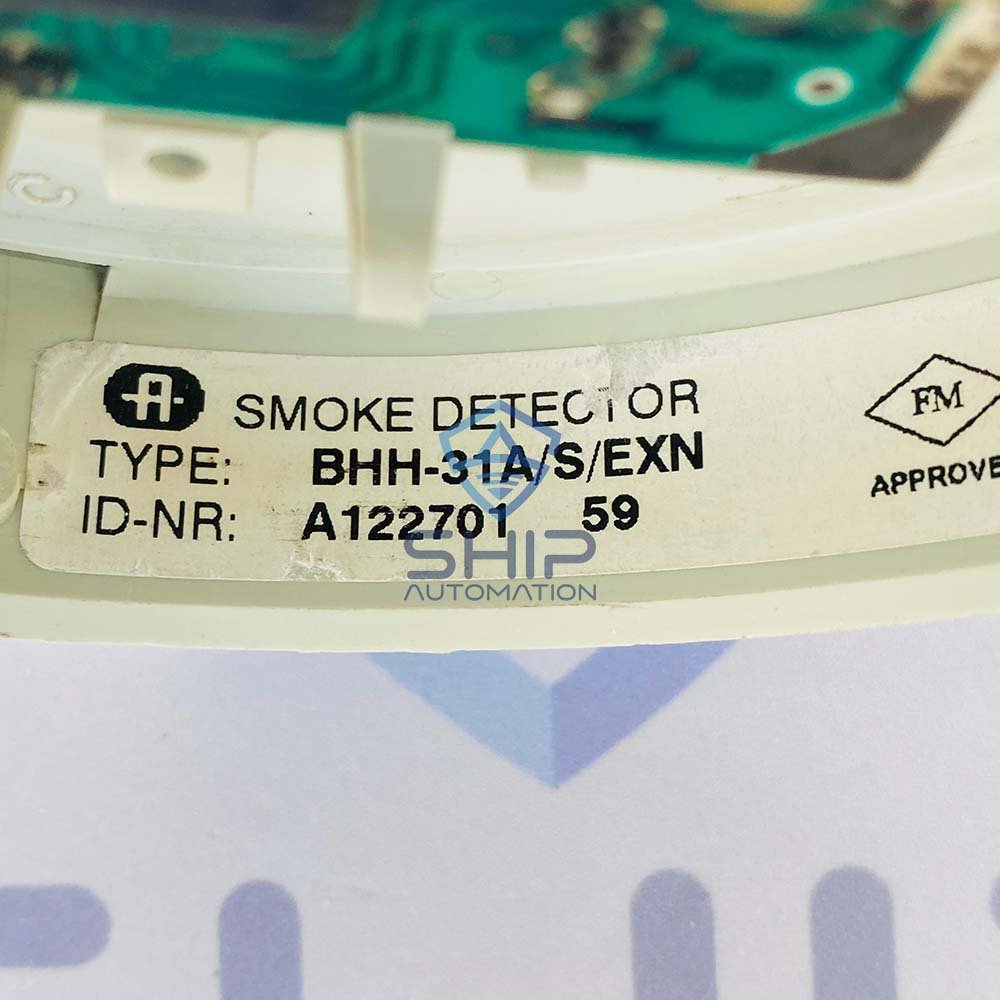 C
A SMOKE DETECTOR
TYPE: BHH-31A/S/EXN
ID-NR: A122701 59
FM
APPROVE
SHIP
AUTOMATION